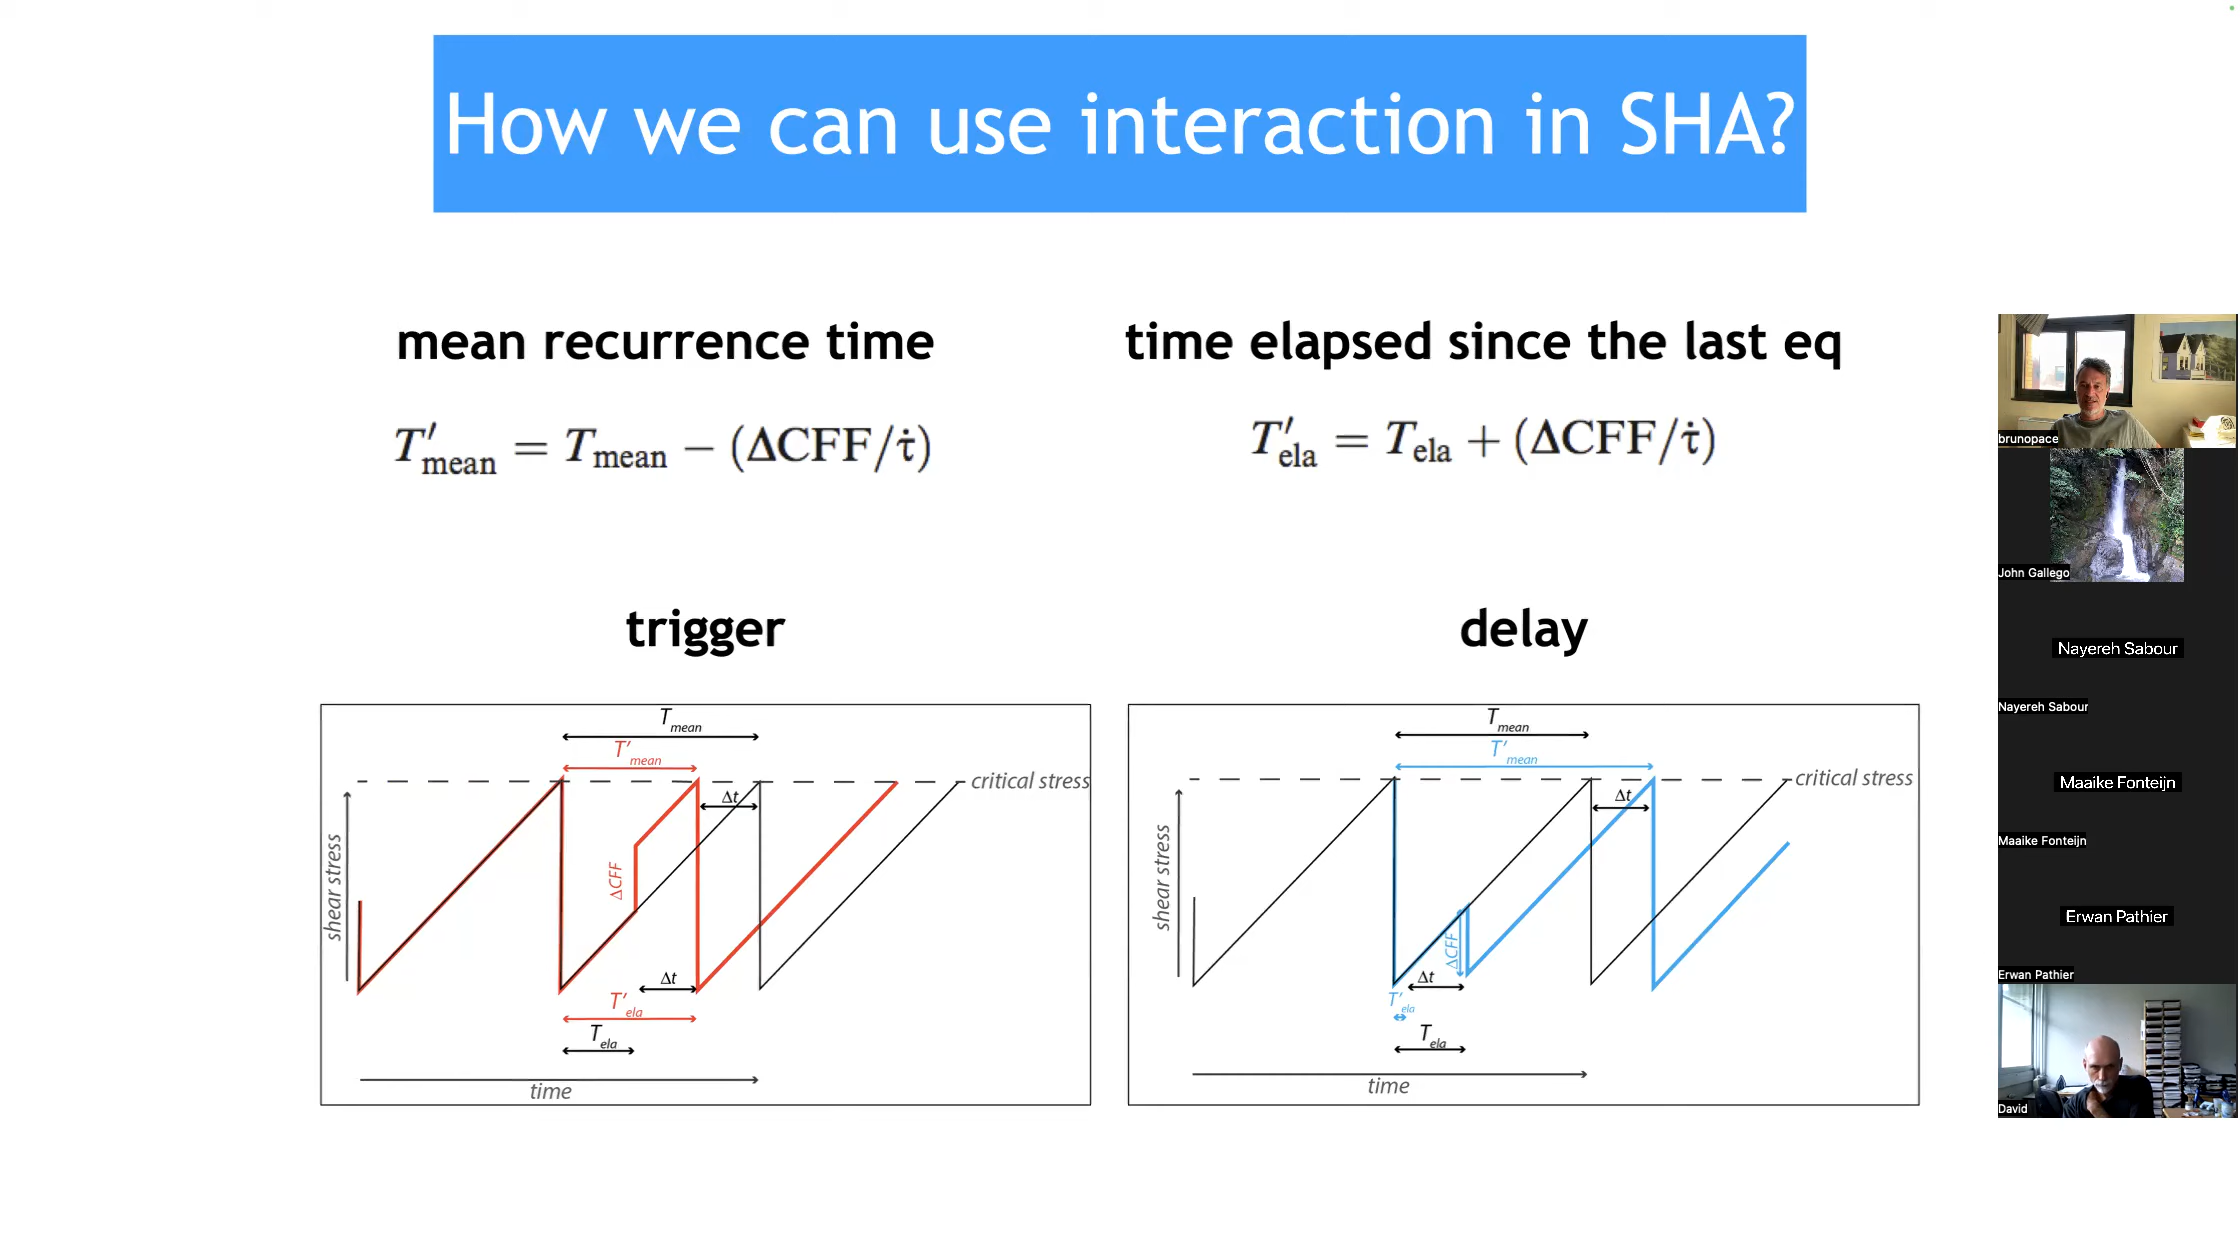 How we can use interaction in SHA?
mean recurrence time
time elapsed since the last eq
T′mean = Tmean − (ΔCFF/τ̇)
T′ela = Tela + (ΔCFF/τ̇)
trigger
delay
Tmean
T′mean
critical stress
Δt
ΔCFF
shear stress
Δt
T′ela
Tela
time
Tmean
T′mean
critical stress
Δt
ΔCFF
shear stress
Δt
T′ela
Tela
time
brunopace
John Gallego
Nayereh Sabour
Nayereh Sabour
Maaike Fonteijn
Maaike Fonteijn
Erwan Pathier
Erwan Pathier
David